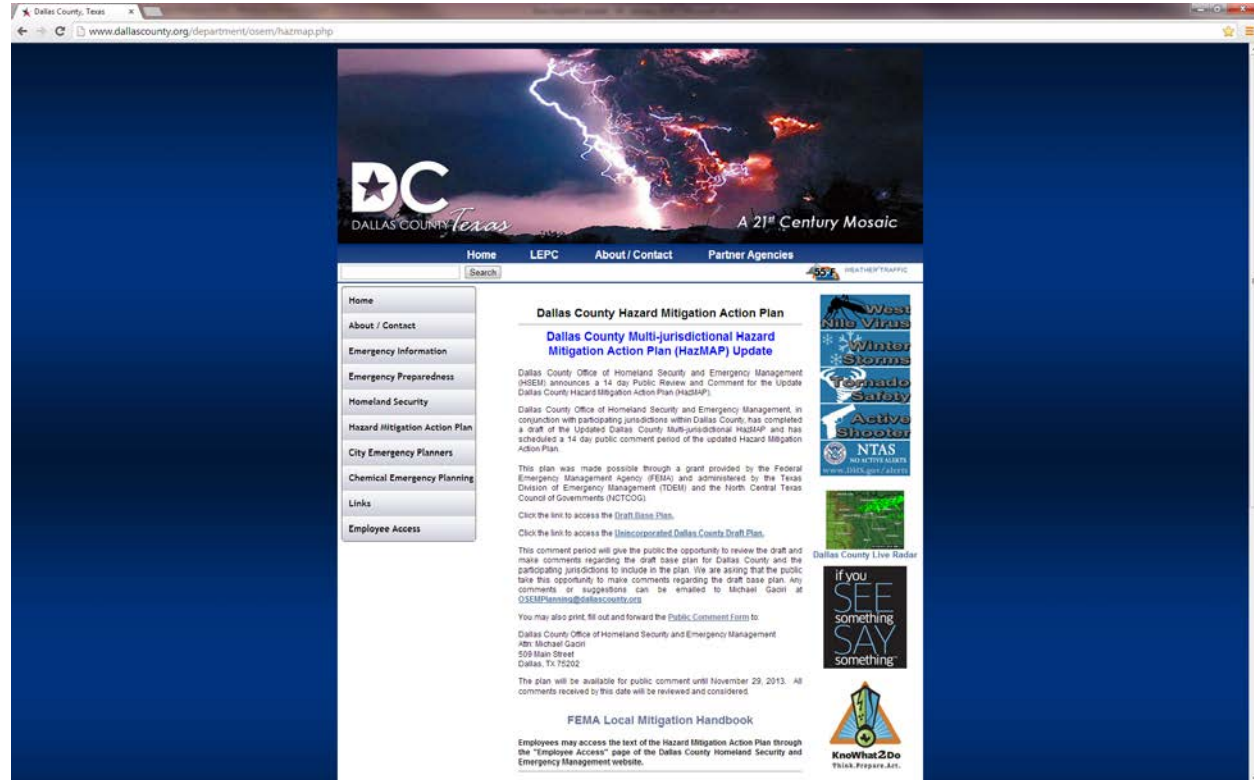 Dallas County, Texas
www.dallascounty.org/department/osem/hazmap.php
DC
DALLAS COUNTY Texas
A 21st Century Mosaic
Home LEPC About / Contact Partner Agencies
Search
55°F WEATHER TRAFFIC
Home
About / Contact
Emergency Information
Emergency Preparedness
Homeland Security
Hazard Mitigation Action Plan
City Emergency Planners
Chemical Emergency Planning
Links
Employee Access
Dallas County Hazard Mitigation Action Plan
Dallas County Multi-jurisdictional Hazard
Mitigation Action Plan (HazMAP) Update
Dallas County Office of Homeland Security and Emergency Management
(HSEM) announces a 14 day Public Review and Comment for the Update
Dallas County Hazard Mitigation Action Plan (HazMAP).
Dallas County Office of Homeland Security and Emergency Management, in
conjunction with participating jurisdictions within Dallas County, has completed
a draft of the Updated Dallas County Multi-jurisdictional HazMAP and has
scheduled a 14 day public comment period of the updated Hazard Mitigation
Action Plan.
This plan was made possible through a grant provided by the Federal
Emergency Management Agency (FEMA) and administered by the Texas
Division of Emergency Management (TDEM) and the North Central Texas
Council of Governments (NCTCOG)
Click the link to access the Draft Base Plan.
Click the link to access the Unincorporated Dallas County Draft Plan.
This comment period will give the public the opportunity to review the draft and
make comments regarding the draft base plan for Dallas County and the
participating jurisdictions to include in the plan. We are asking that the public
take this opportunity to make comments regarding the draft base plan. Any
comments or suggestions can be emailed to Michael Gaciri at
OSEMPlanning@dallascounty.org
You may also print, fill out and forward the Public Comment Form to:
Dallas County Office of Homeland Security and Emergency Management
Attn: Michael Gaciri
509 Main Street
Dallas, TX 75202
The plan will be available for public comment until November 29, 2013. All
comments received by this date will be reviewed and considered.
FEMA Local Mitigation Handbook
Employees may access the text of the Hazard Mitigation Action Plan through
the "Employee Access" page of the Dallas County Homeland Security and
Emergency Management website.
West
Nile Virus
Winter
Storms
Tornado
Safety
Active
Shooter
NTAS
NO ACTIVE ALERTS
www.DHS.gov/alerts
Dallas County Live Radar
if you
SEE
something
SAY
something™
KnoWhat2Do
Think.Prepare.Act.